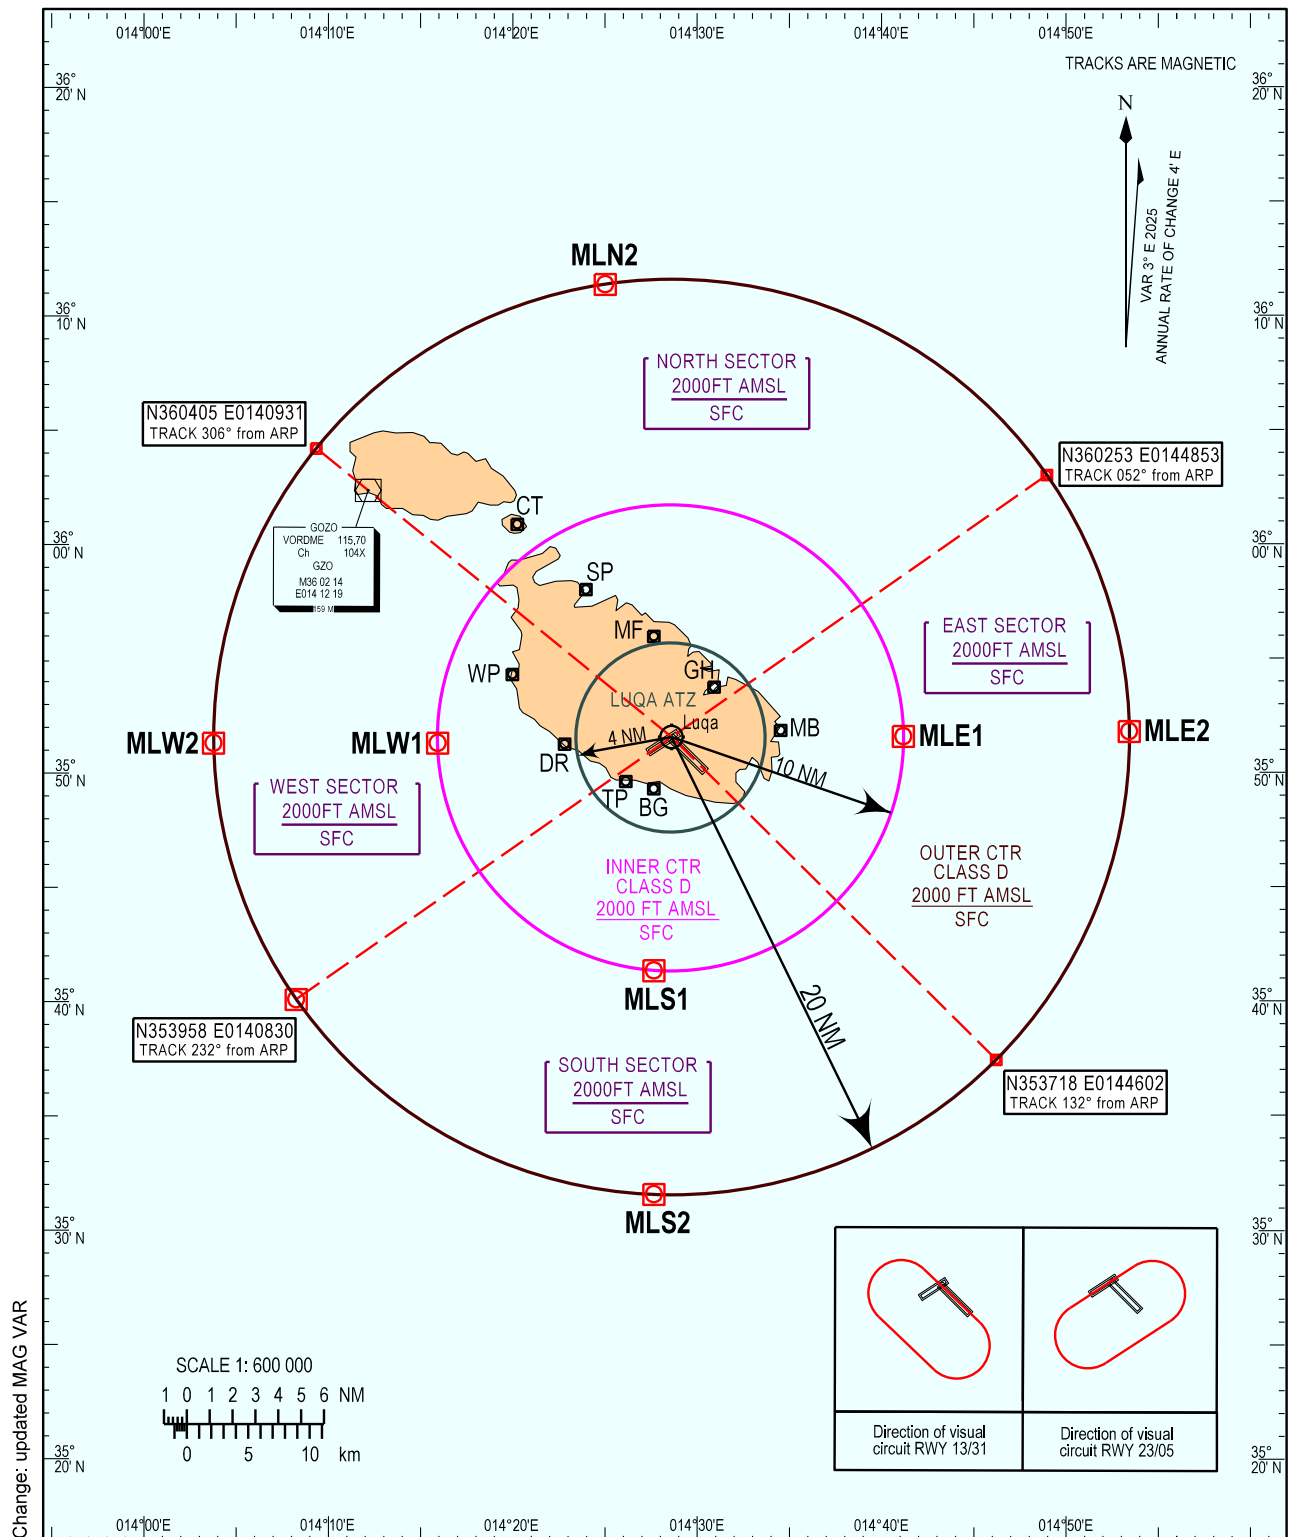 014°00'E 014°10'E 014°20'E 014°30'E 014°40'E 014°50'E
TRACKS ARE MAGNETIC
36°
20' N
36°
20' N
N
VAR 3° E 2025
ANNUAL RATE OF CHANGE 4' E
MLN2
36°
10' N
36°
10' N
NORTH SECTOR
2000FT AMSL
SFC
N360405 E0140931
TRACK 306° from ARP
N360253 E0144853
TRACK 052° from ARP
CT
GOZO
VORDME 115,70
Ch 104X
GZO
M36 02 14
E014 12 19
159 M
36°
00' N
36°
00' N
SP
MF
EAST SECTOR
2000FT AMSL
SFC
WP
GH
LUQA ATZ
Luqa
MB
4 NM
MLW2
MLW1
MLE1
MLE2
DR
10 NM
35°
50' N
35°
50' N
WEST SECTOR
2000FT AMSL
SFC
TP
BG
INNER CTR
CLASS D
2000 FT AMSL
SFC
OUTER CTR
CLASS D
2000 FT AMSL
SFC
MLS1
20 NM
35°
40' N
35°
40' N
N353958 E0140830
TRACK 232° from ARP
SOUTH SECTOR
2000FT AMSL
SFC
N353718 E0144602
TRACK 132° from ARP
MLS2
35°
30' N
35°
30' N
Direction of visual
circuit RWY 13/31
Direction of visual
circuit RWY 23/05
SCALE 1: 600 000
1 0 1 2 3 4 5 6 NM
0 5 10 km
35°
20' N
35°
20' N
014°00'E 014°10'E 014°20'E 014°30'E 014°40'E 014°50'E
Change: updated MAG VAR